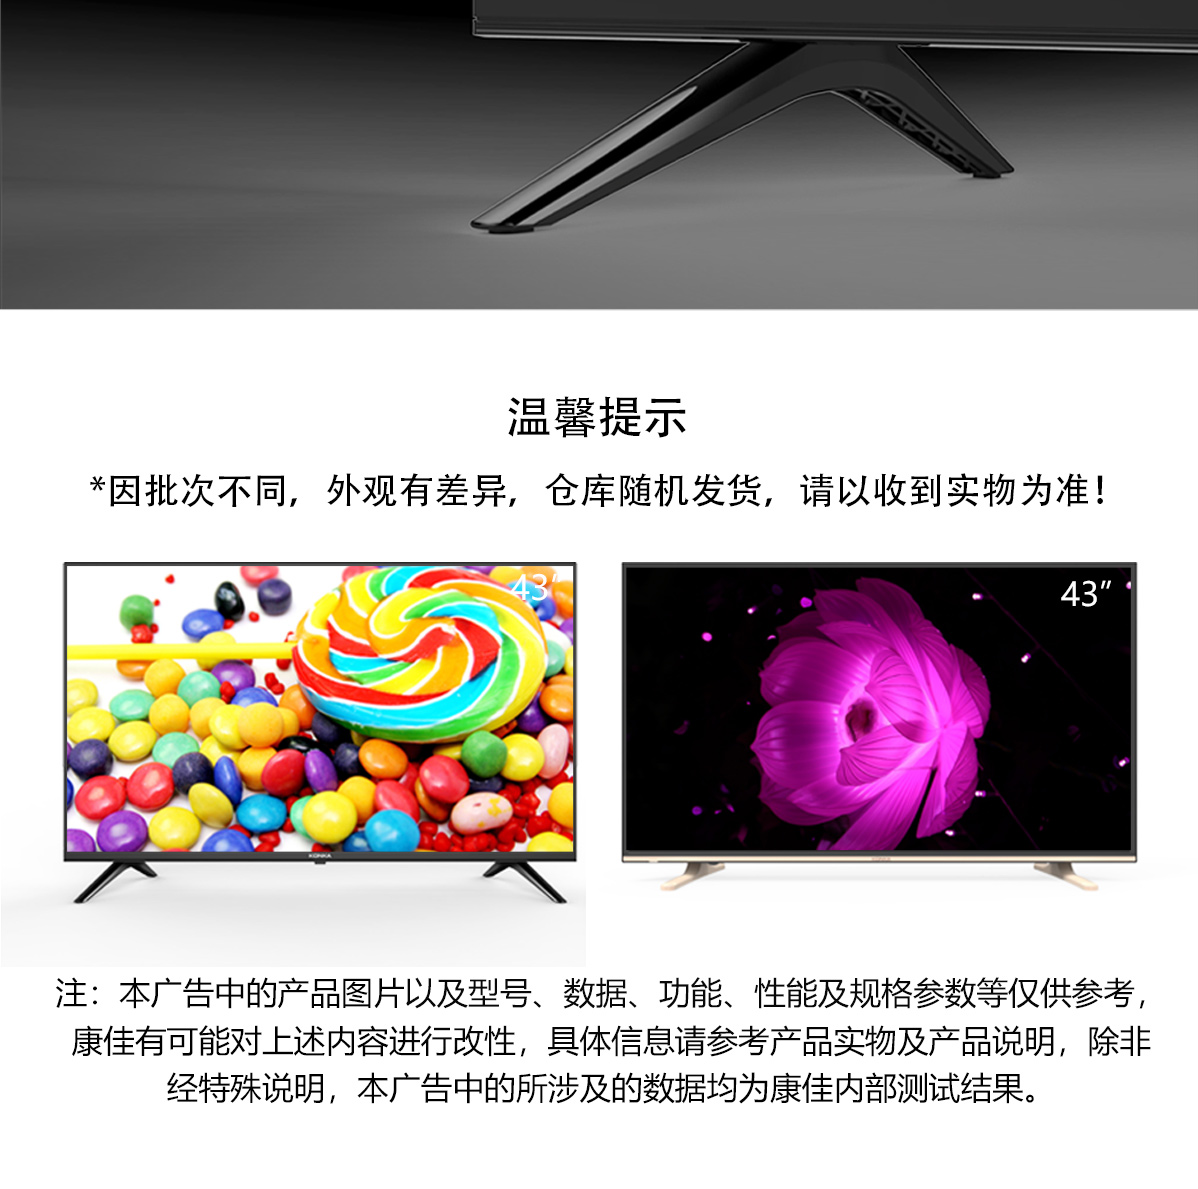 温馨提示
*因批次不同，外观有差异，仓库随机发货，请以收到实物为准！
43″
43″
KONKA
KONKA
注：本广告中的产品图片以及型号、数据、功能、性能及规格参数等仅供参考，
康佳有可能对上述内容进行改性，具体信息请参考产品实物及产品说明，除非
经特殊说明，本广告中的所涉及的数据均为康佳内部测试结果。